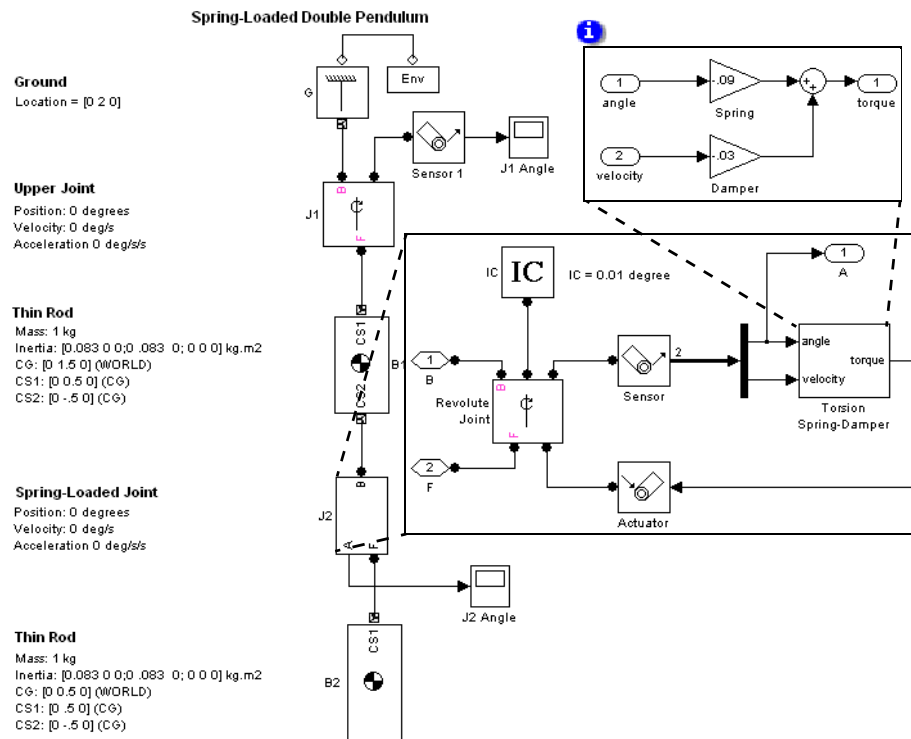 Spring-Loaded Double Pendulum
i
Ground
Location = [0 2 0]
G
Env
Sensor 1
J1 Angle
1
angle
-.09
Spring
+
+
1
torque
2
velocity
-.03
Damper
Upper Joint
Position: 0 degrees
Velocity: 0 deg/s
Acceleration 0 deg/s/s
J1
B
F
IC
IC
IC = 0.01 degree
1
A
Thin Rod
Mass: 1 kg
Inertia: [0.083 0 0;0 .083  0; 0 0 0] kg.m2
CG: [0 1.5 0] (WORLD)
CS1: [0 0.5 0] (CG)
CS2: [0 -.5 0] (CG)
CS1
CS2
B1
1
B
B
F
Revolute
Joint
2
F
Sensor
2
angle
velocity
torque
Torsion
Spring-Damper
Actuator
Spring-Loaded Joint
Position: 0 degrees
Velocity: 0 deg/s
Acceleration 0 deg/s/s
J2
B
A
F
J2 Angle
Thin Rod
Mass: 1 kg
Inertia: [0.083 0 0;0 .083  0; 0 0 0] kg.m2
CG: [0 0.5 0] (WORLD)
CS1: [0 .5 0] (CG)
CS2: [0 -.5 0] (CG)
CS1
B2